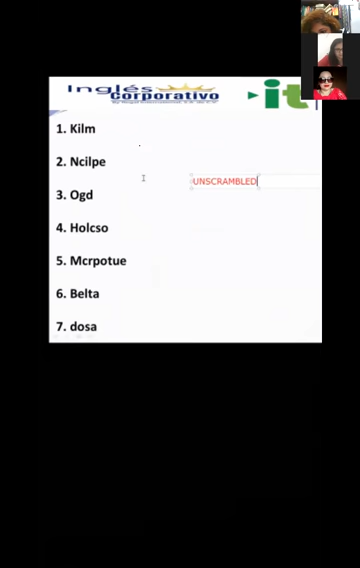 Inglés
corporativo
it
1. Kilm
2. Ncilpe
UNSCRAMBLED
3. Ogd
4. Holcso
5. Mcrpotue
6. Belta
7. dosa